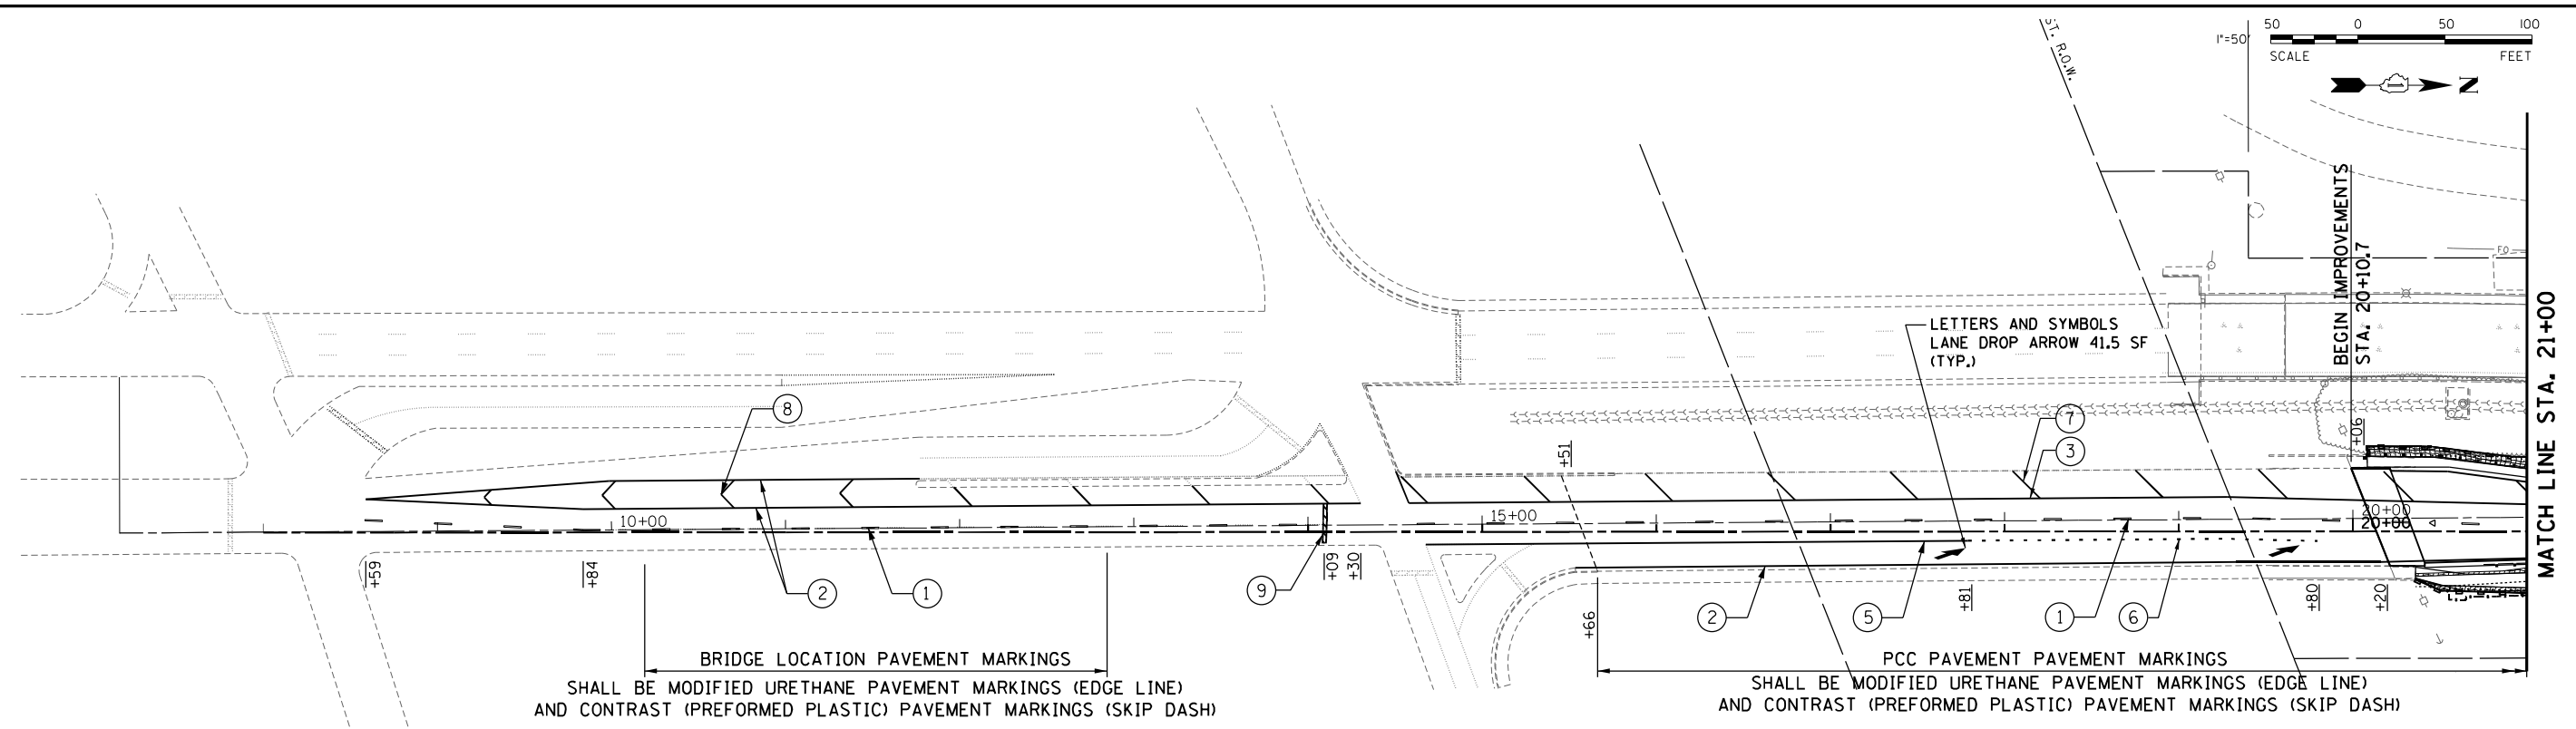 50 0 50 100
1"=50'
SCALE FEET
N
ST. R.O.W.
BEGIN IMPROVEMENTS
STA. 20+10.7
MATCH LINE STA. 21+00
FO
LETTERS AND SYMBOLS
LANE DROP ARROW 41.5 SF
(TYP.)
8
7
3
+51
+06
10+00
15+00
20+00
20+00
+59
+84
2
1
9
+09
+30
+66
2
5
+81
1
6
+80
+20
BRIDGE LOCATION PAVEMENT MARKINGS
SHALL BE MODIFIED URETHANE PAVEMENT MARKINGS (EDGE LINE)
AND CONTRAST (PREFORMED PLASTIC) PAVEMENT MARKINGS (SKIP DASH)
PCC PAVEMENT PAVEMENT MARKINGS
SHALL BE MODIFIED URETHANE PAVEMENT MARKINGS (EDGE LINE)
AND CONTRAST (PREFORMED PLASTIC) PAVEMENT MARKINGS (SKIP DASH)